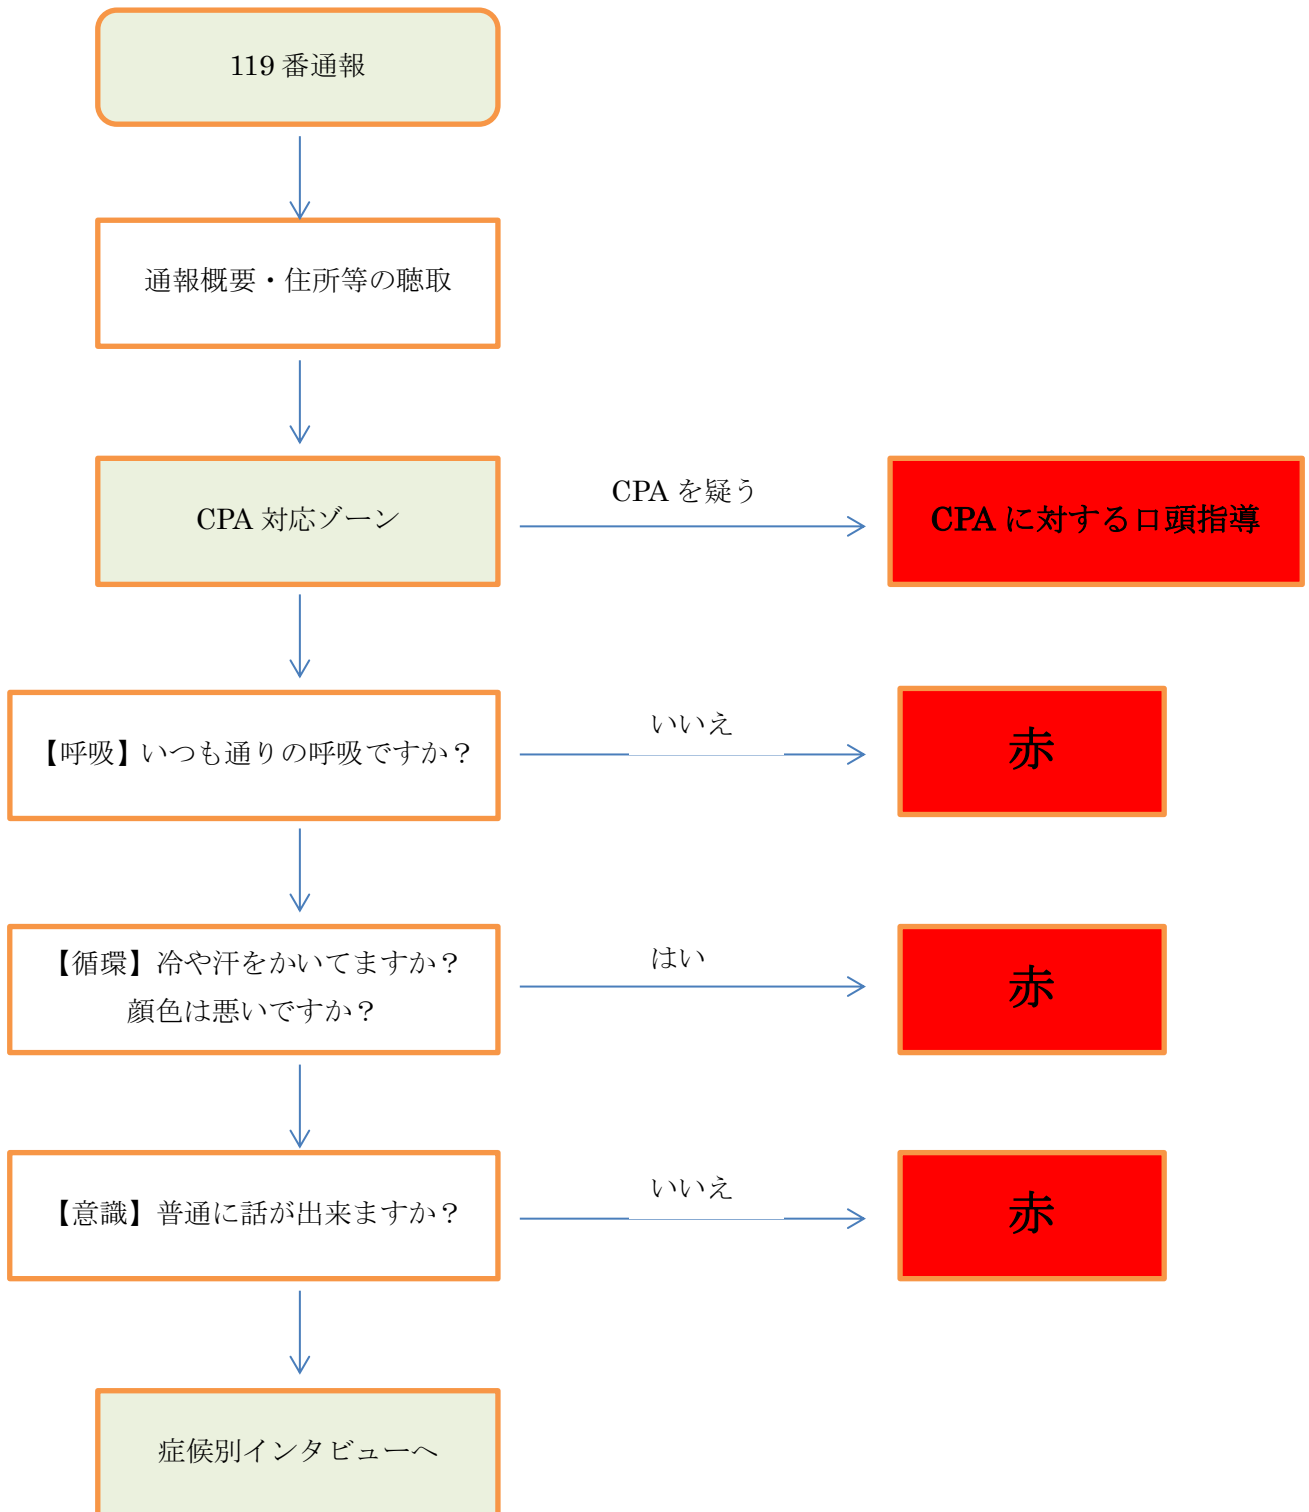 119 番通報
通報概要・住所等の聴取
CPA 対応ゾーン
CPA を疑う
CPA に対する口頭指導
【呼吸】いつも通りの呼吸ですか？
いいえ
赤
【循環】冷や汗をかいてますか？
顔色は悪いですか？
はい
赤
【意識】普通に話が出来ますか？
いいえ
赤
症候別インタビューへ